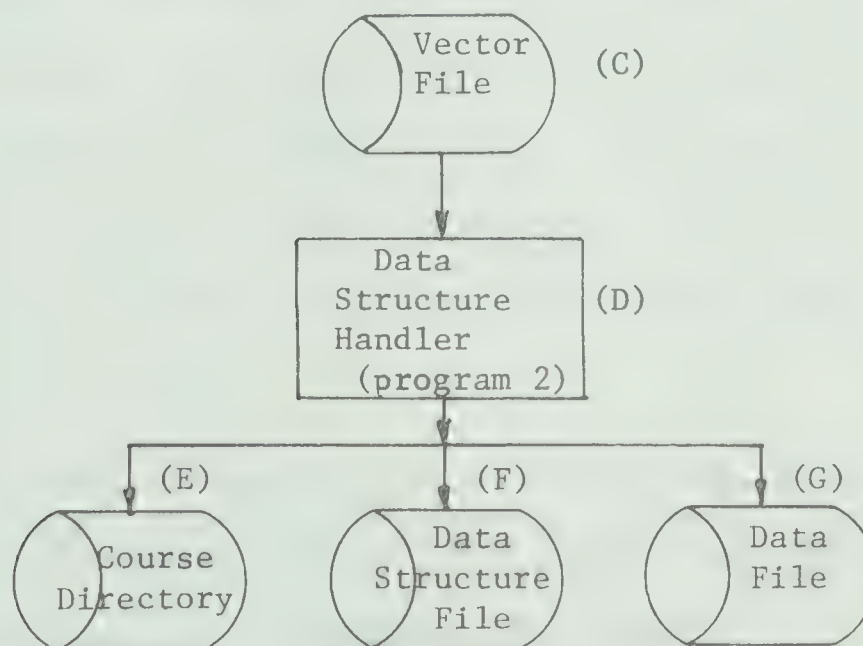 Vector
File
(C)
Data
Structure
Handler
(program 2)
(D)
(E)
(F)
(G)
Course
Directory
Data
Structure
File
Data
File